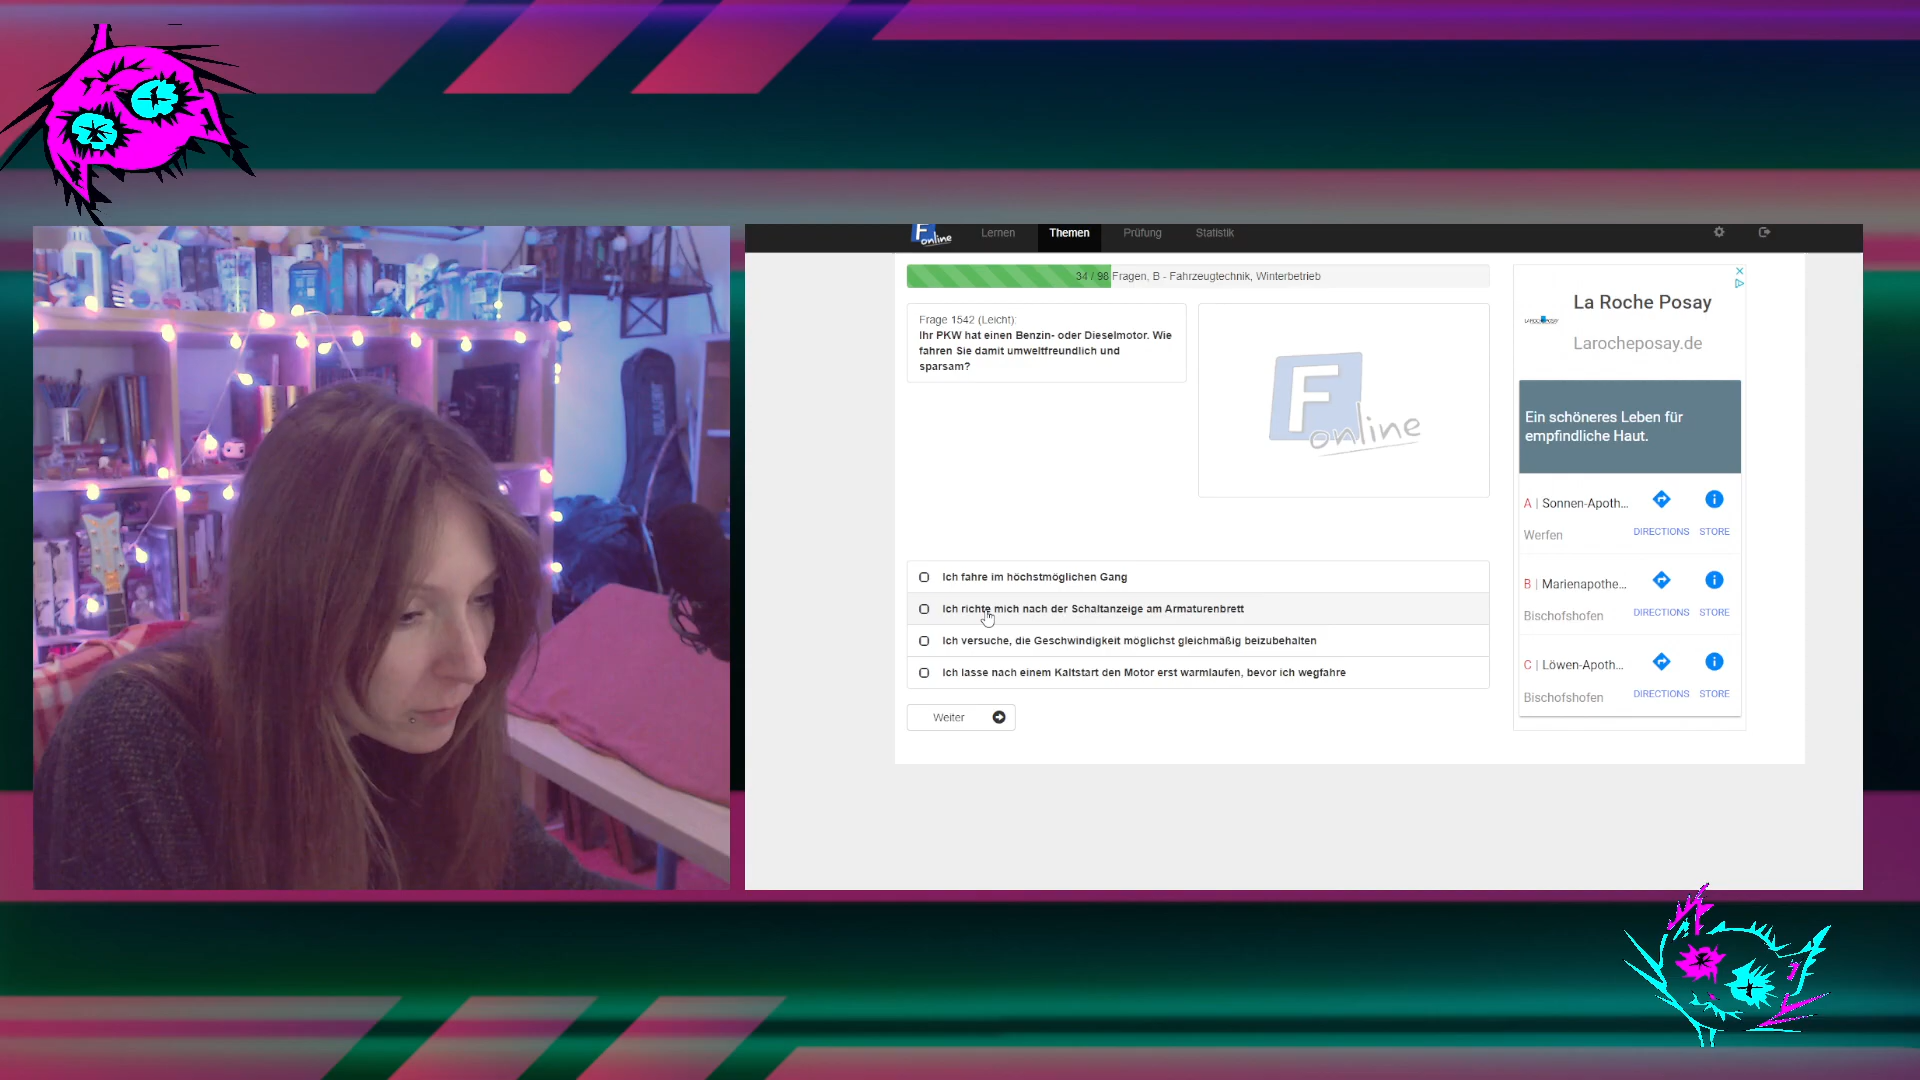 F online
Lernen
Themen
Prüfung
Statistik
34 / 98 Fragen, B - Fahrzeugtechnik, Winterbetrieb
Frage 1542 (Leicht):
Ihr PKW hat einen Benzin- oder Dieselmotor. Wie
fahren Sie damit umweltfreundlich und
sparsam?
F online
Ich fahre im höchstmöglichen Gang
Ich richte mich nach der Schaltanzeige am Armaturenbrett
Ich versuche, die Geschwindigkeit möglichst gleichmäßig beizubehalten
Ich lasse nach einem Kaltstart den Motor erst warmlaufen, bevor ich wegfahre
Weiter
La Roche Posay
Larocheposay.de
Ein schöneres Leben für
empfindliche Haut.
A | Sonnen-Apoth...
Werfen
DIRECTIONS
STORE
B | Marienapothe...
Bischofshofen
DIRECTIONS
STORE
C | Löwen-Apoth...
Bischofshofen
DIRECTIONS
STORE